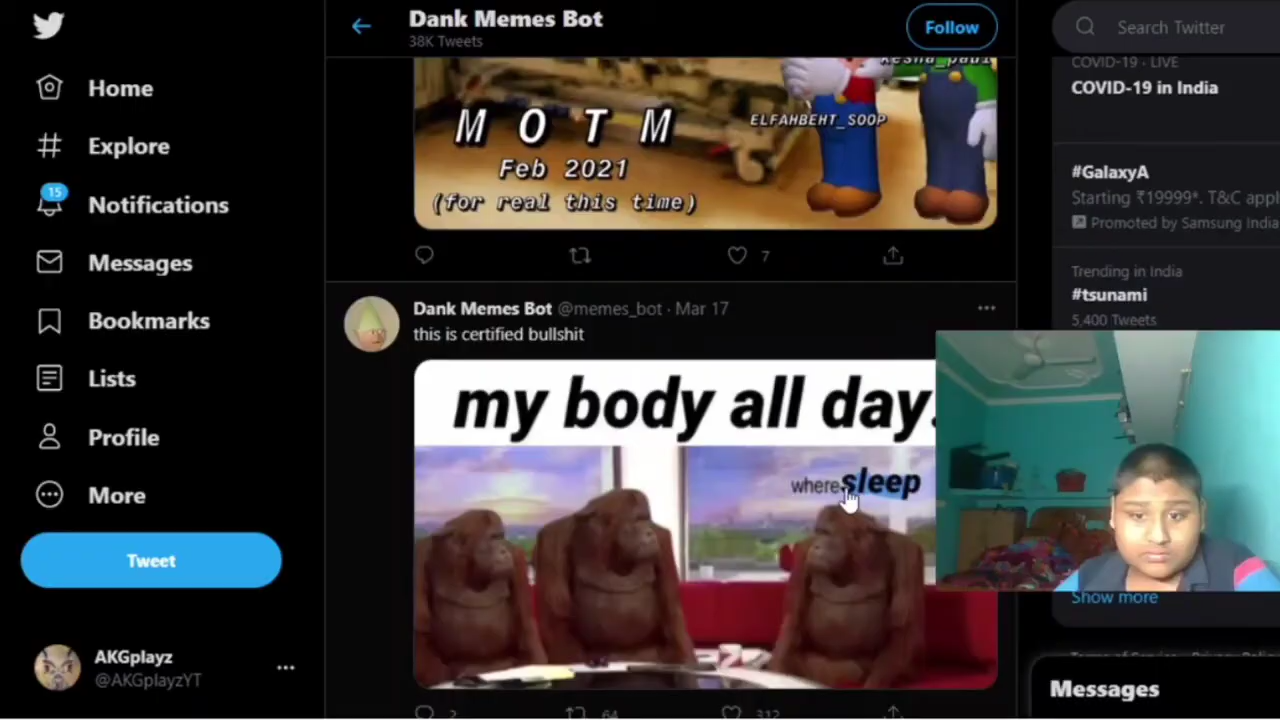 Home
Explore
15
Notifications
Messages
Bookmarks
Lists
Profile
More
Tweet
AKGplayz
@AKGplayzYT
Dank Memes Bot
38K Tweets
Follow
ELFAHBEHT_SOOP
M O T M
Feb 2021
(for real this time)
7
Dank Memes Bot @memes_bot · Mar 17
this is certified bullshit
my body all day
where sleep
2
64
312
Search Twitter
COVID-19 · LIVE
COVID-19 in India
#GalaxyA
Starting ₹19999*. T&C appl
Promoted by Samsung India
Trending in India
#tsunami
5,400 Tweets
Show more
Messages